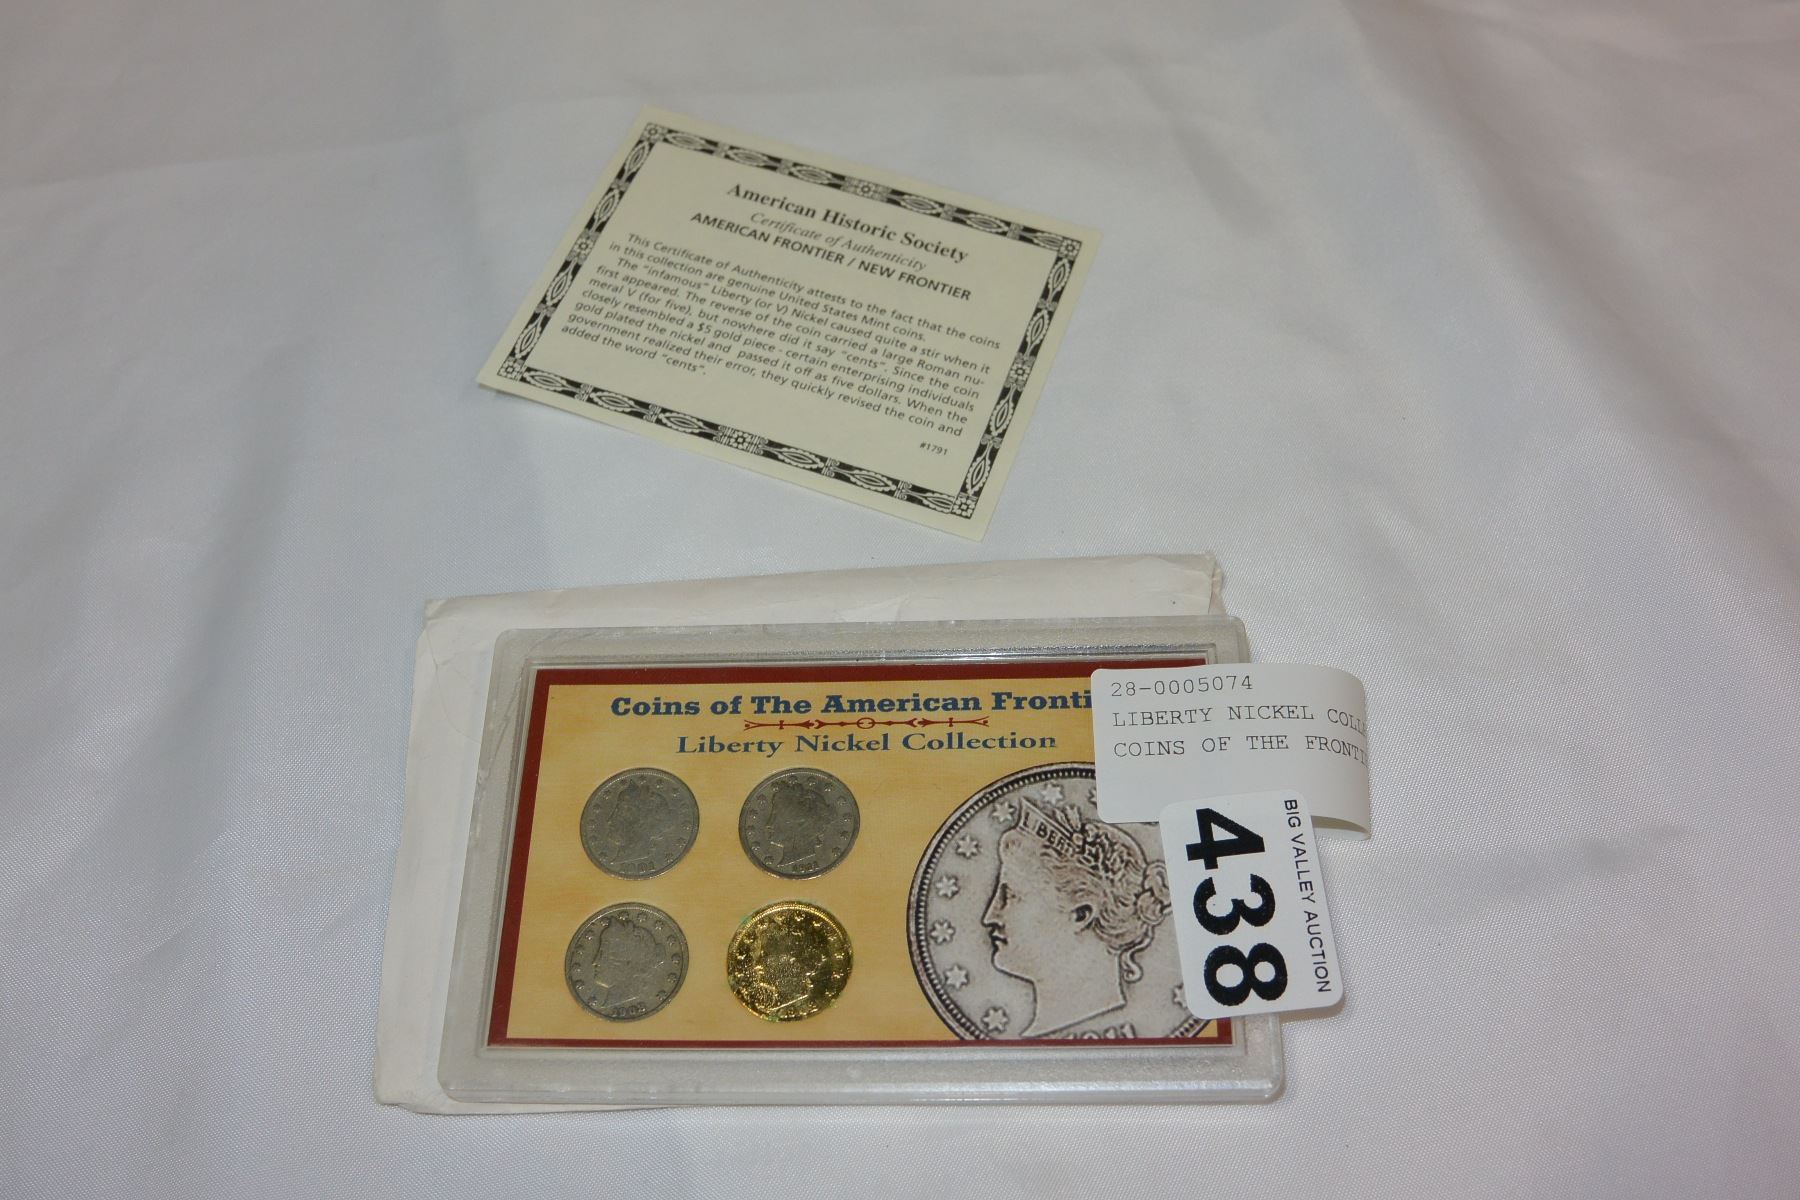 American Historic Society
Certificate of Authenticity
AMERICAN FRONTIER / NEW FRONTIER
This Certificate of Authenticity attests to the fact that the coins
in this collection are genuine United States Mint coins.
The "infamous" Liberty (or V) Nickel caused quite a stir when it
first appeared. The reverse of the coin carried a large Roman nu-
meral V (for five), but nowhere did it say "cents". Since the coin
closely resembled a $5 gold piece - certain enterprising individuals
gold plated the nickel and passed it off as five dollars. When the
government realized their error, they quickly revised the coin and
added the word "cents".
#1791
Coins of The American Fronti
Liberty Nickel Collection
LIBER
1911
28-0005074
LIBERTY NICKEL COLL
COINS OF THE FRONTI
438
BIG VALLEY AUCTION